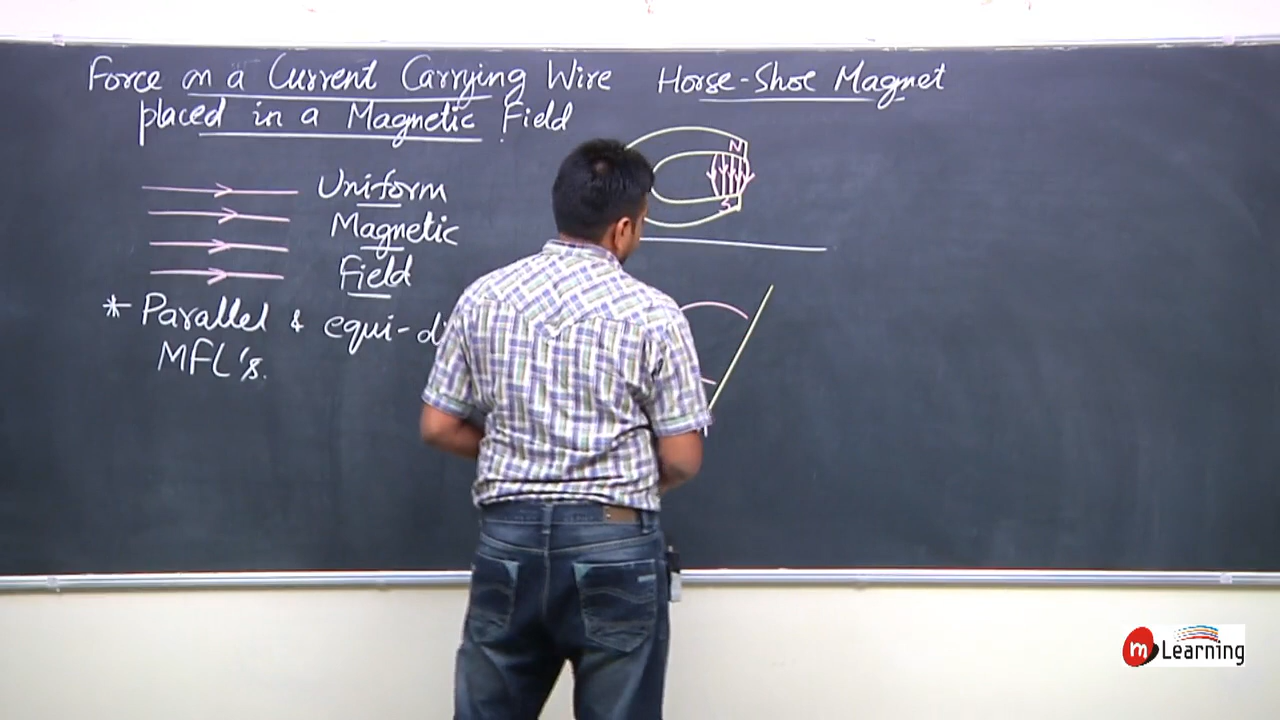 Force on a Current Carrying Wire
placed in a Magnetic Field
Horse-Shoe Magnet
N
S
Uniform
Magnetic
Field
* Parallel & equi-d
MFL's.
m Learning